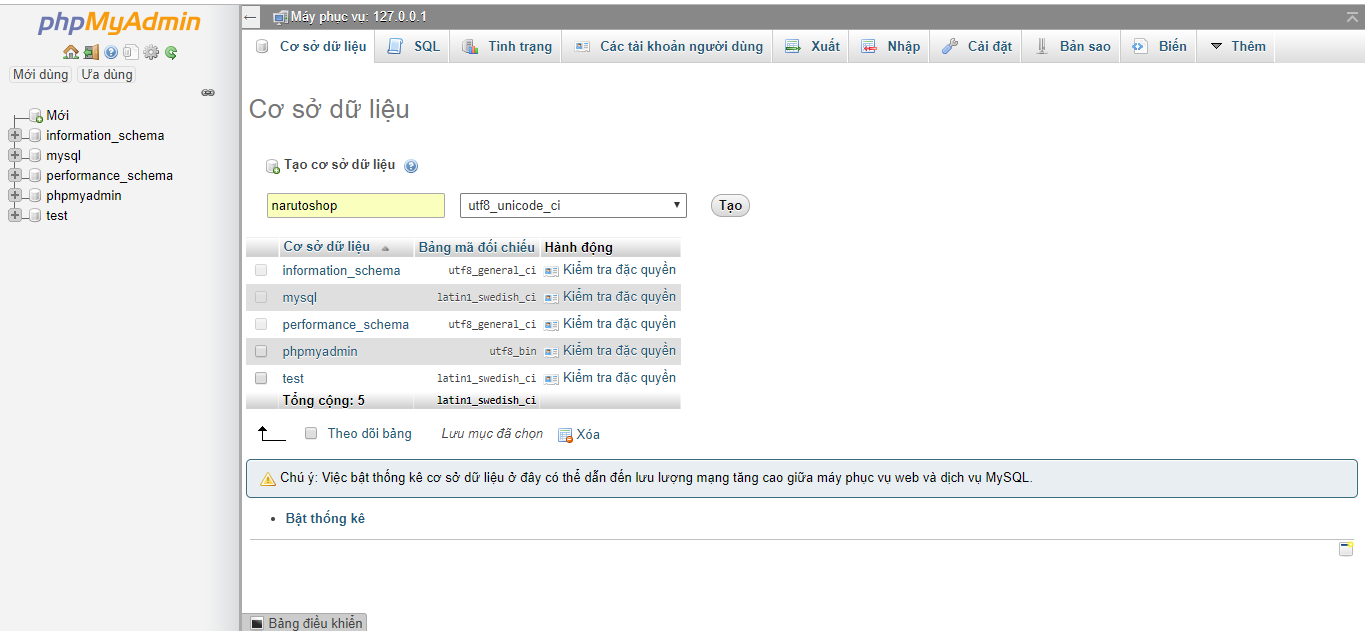 phpMyAdmin
Mới dùng Ưa dùng
Mới
information_schema
mysql
performance_schema
phpmyadmin
test
Máy phục vụ: 127.0.0.1
Cơ sở dữ liệu SQL Tình trạng Các tài khoản người dùng Xuất Nhập Cài đặt Bản sao Biến Thêm
Cơ sở dữ liệu
Tạo cơ sở dữ liệu
narutoshop utf8_unicode_ci Tạo
Cơ sở dữ liệu Bảng mã đối chiếu Hành động
information_schema utf8_general_ci Kiểm tra đặc quyền
mysql latin1_swedish_ci Kiểm tra đặc quyền
performance_schema utf8_general_ci Kiểm tra đặc quyền
phpmyadmin utf8_bin Kiểm tra đặc quyền
test latin1_swedish_ci Kiểm tra đặc quyền
Tổng cộng: 5 latin1_swedish_ci
Theo dõi bảng Lưu mục đã chọn Xóa
Chú ý: Việc bật thống kê cơ sở dữ liệu ở đây có thể dẫn đến lưu lượng mạng tăng cao giữa máy phục vụ web và dịch vụ MySQL.
• Bật thống kê
Bảng điều khiển